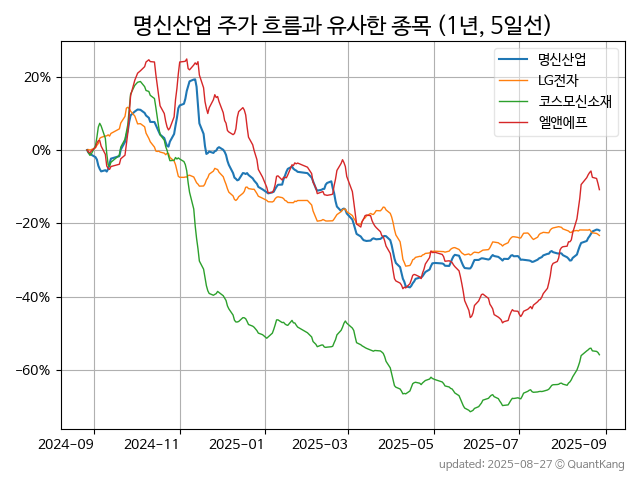 명신산업 주가 흐름과 유사한 종목 (1년, 5일선)
명신산업
LG전자
코스모신소재
엘앤에프
20%
0%
−20%
−40%
−60%
2024-09
2024-11
2025-01
2025-03
2025-05
2025-07
2025-09
updated: 2025-08-27 © QuantKang